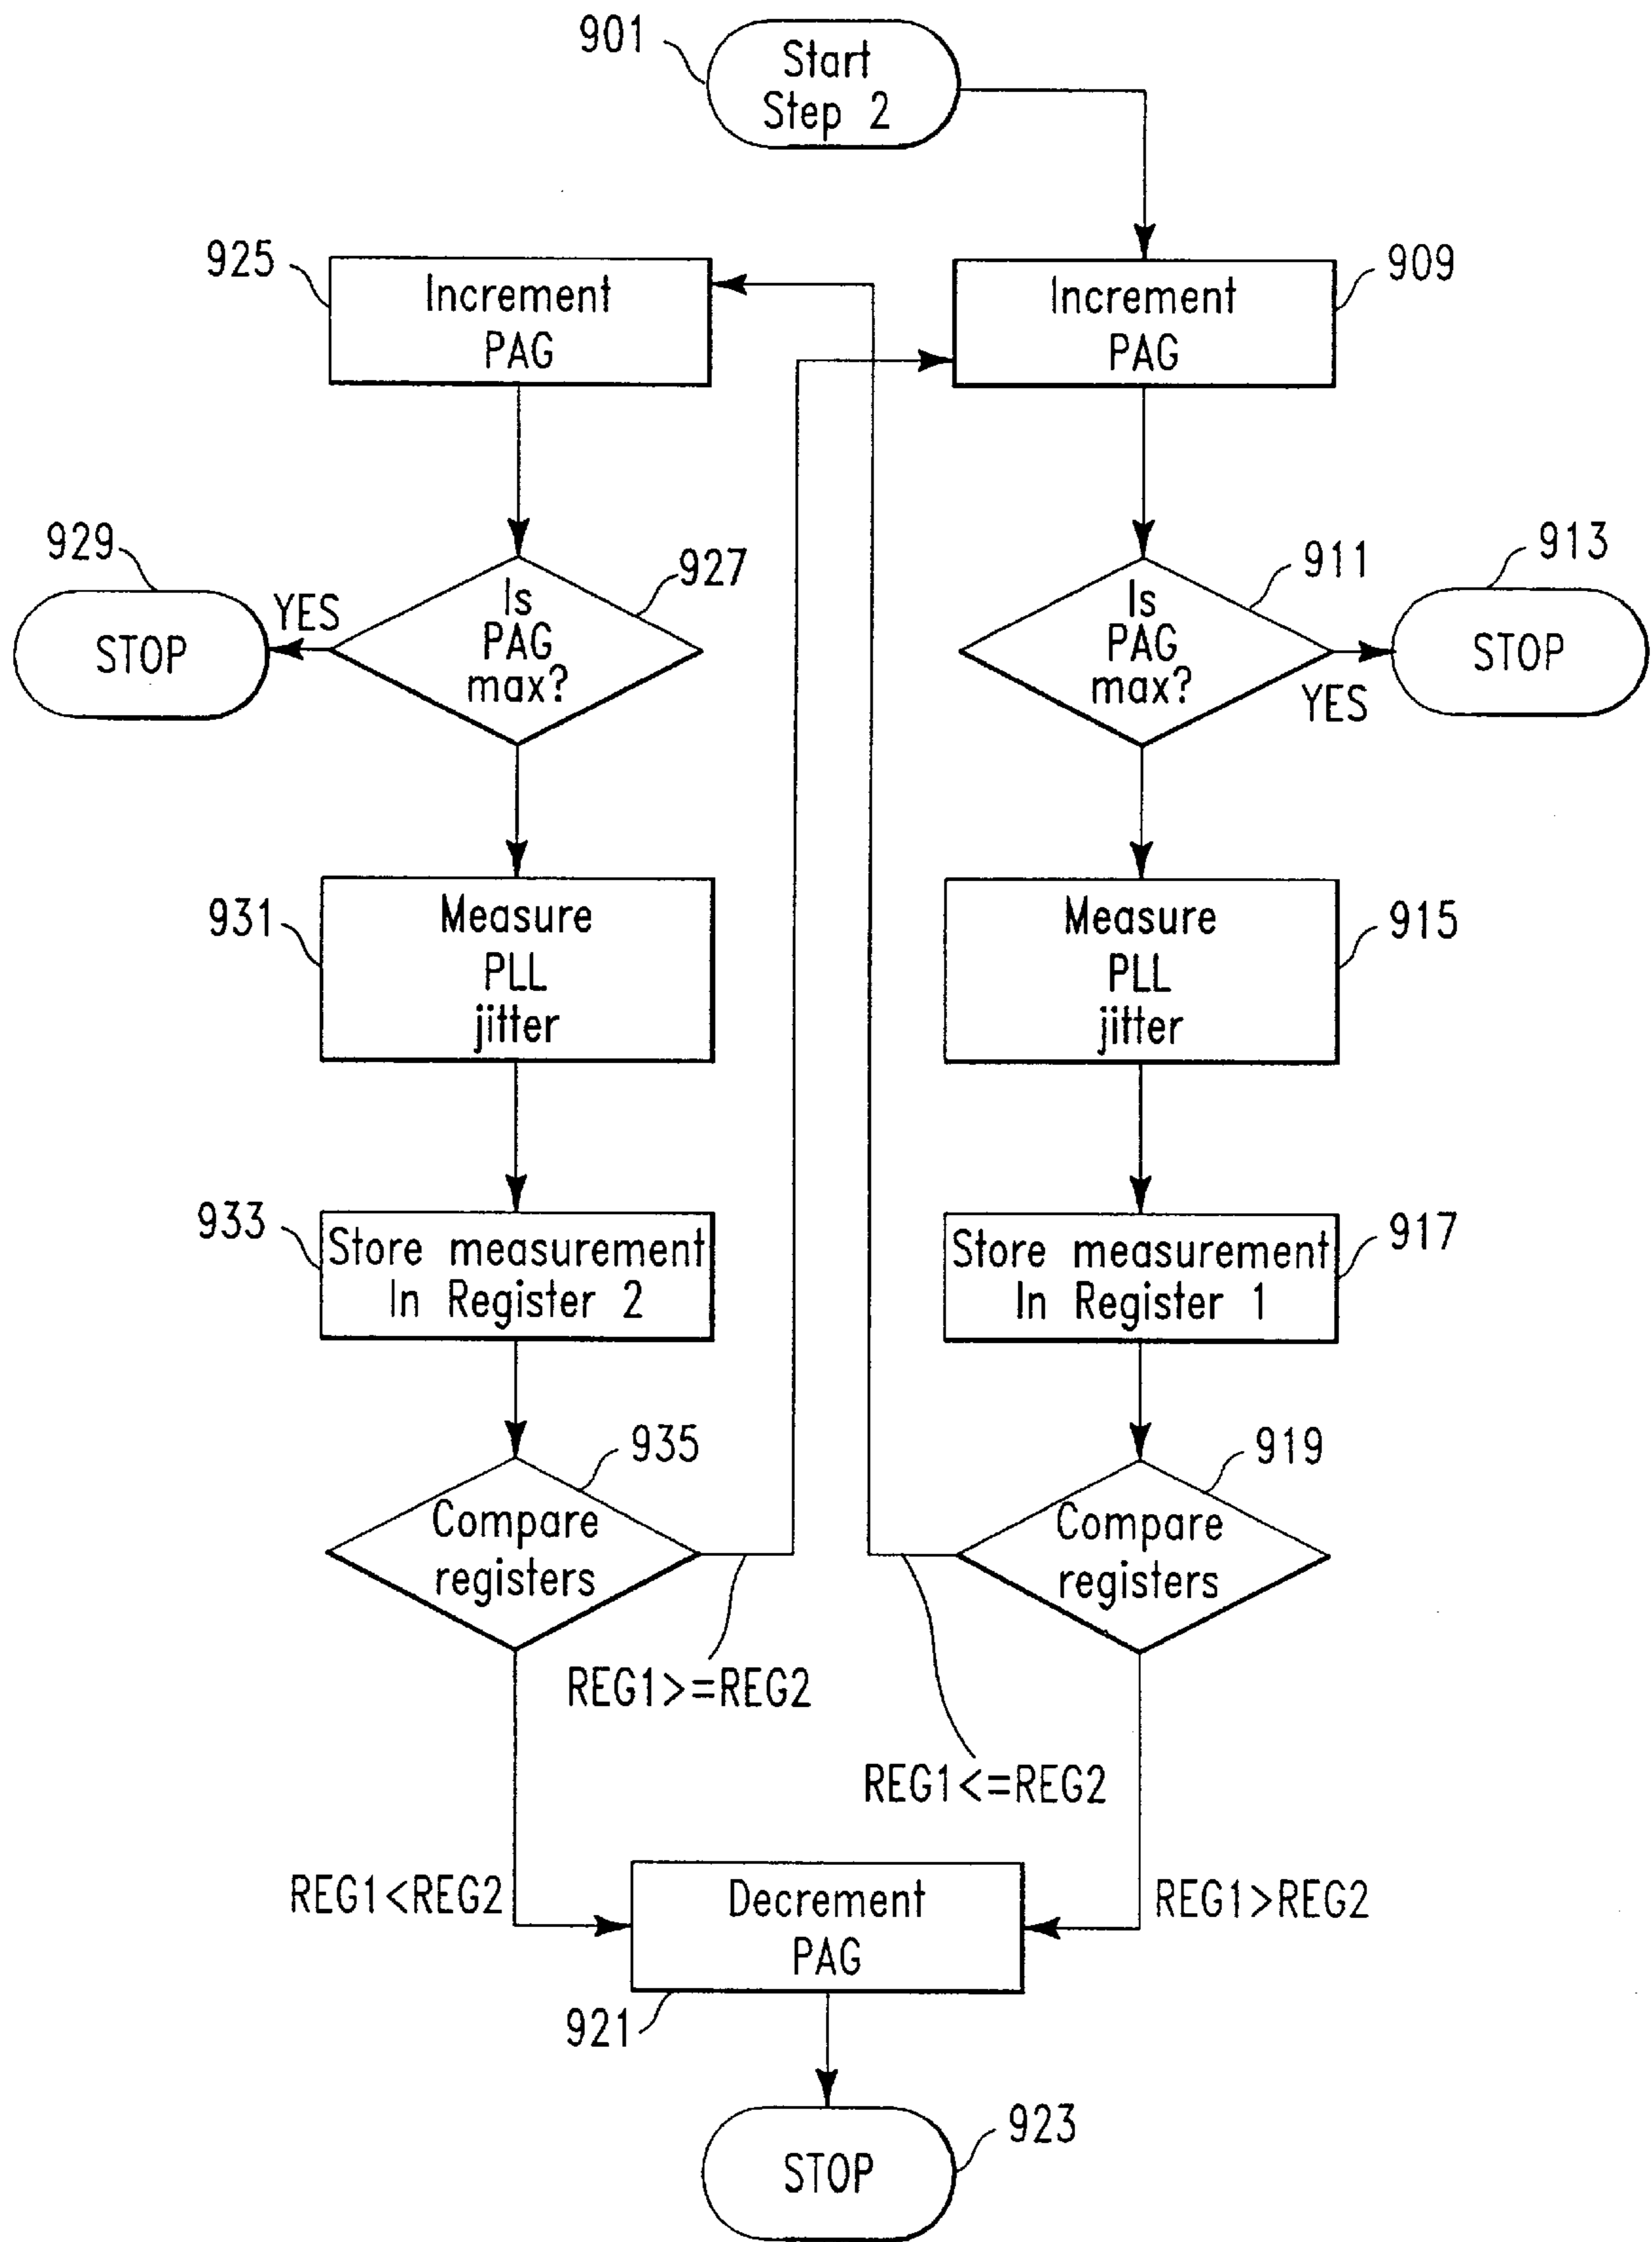 901
Start
Step 2
925
Increment
PAG
909
Increment
PAG
929
STOP
YES
927
Is
PAG
max?
911
Is
PAG
max?
YES
913
STOP
931
Measure
PLL
jitter
915
Measure
PLL
jitter
933
Store measurement
In Register 2
917
Store measurement
In Register 1
935
Compare
registers
919
Compare
registers
REG1>=REG2
REG1<=REG2
REG1<REG2
Decrement
PAG
REG1>REG2
921
923
STOP